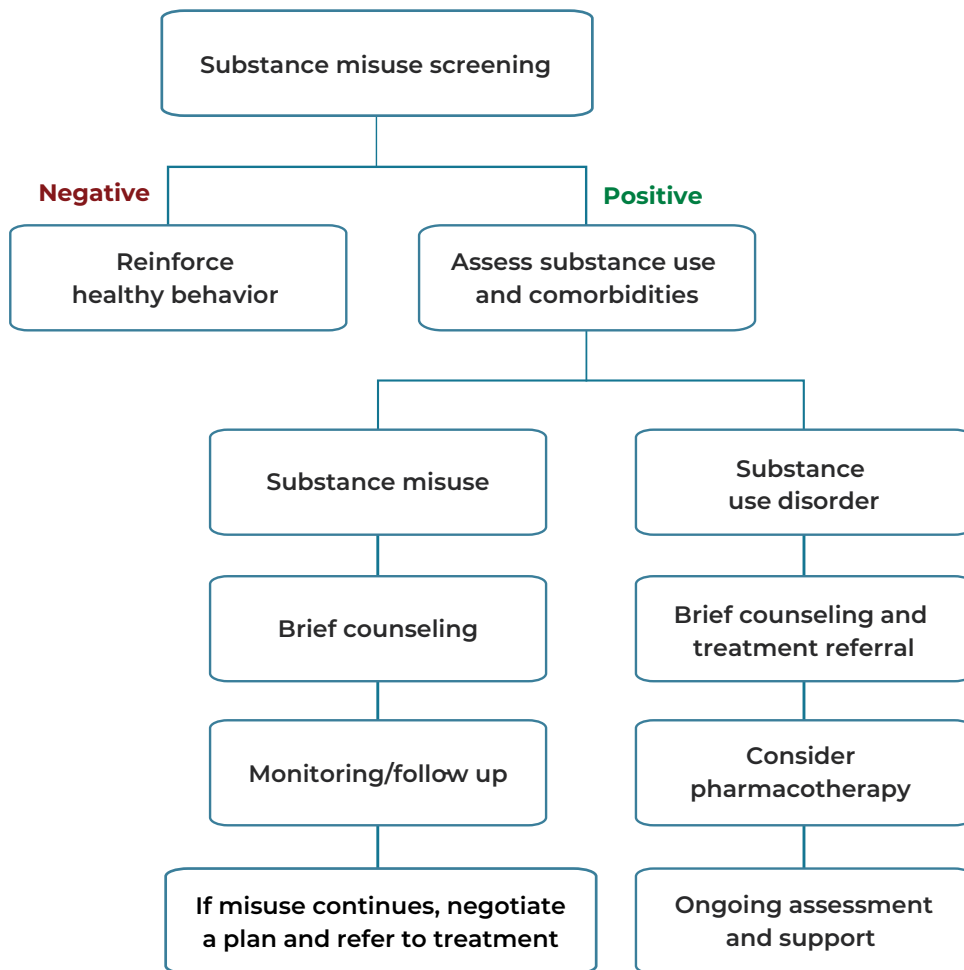 Substance misuse screening
Negative
Positive
Reinforce
healthy behavior
Assess substance use
and comorbidities
Substance misuse
Substance
use disorder
Brief counseling
Brief counseling and
treatment referral
Monitoring/follow up
Consider
pharmacotherapy
If misuse continues, negotiate
a plan and refer to treatment
Ongoing assessment
and support